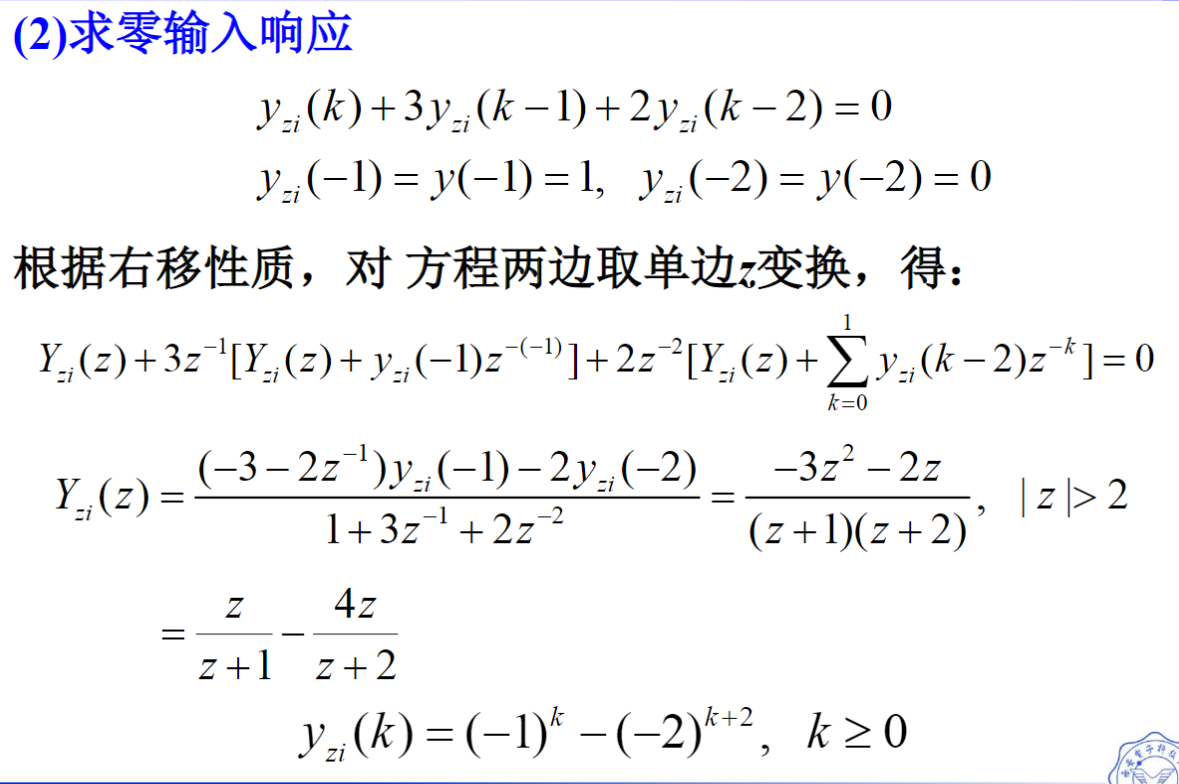 (2)求零输入响应
y_{zi}(k)+3y_{zi}(k−1)+2y_{zi}(k−2)=0
y_{zi}(−1)=y(−1)=1, y_{zi}(−2)=y(−2)=0
根据右移性质，对 方程两边取单边z变换，得：
Y_{zi}(z)+3z^{−1}[Y_{zi}(z)+y_{zi}(−1)z^{−(−1)}]+2z^{−2}[Y_{zi}(z)+\sum_{k=0}^{1} y_{zi}(k−2)z^{−k}]=0
Y_{zi}(z)=\frac{(−3−2z^{−1})y_{zi}(−1)−2y_{zi}(−2)}{1+3z^{−1}+2z^{−2}}=\frac{−3z^{2}−2z}{(z+1)(z+2)}, |z|>2
=\frac{z}{z+1}−\frac{4z}{z+2}
y_{zi}(k)=(−1)^{k}−(−2)^{k+2}, k≥0